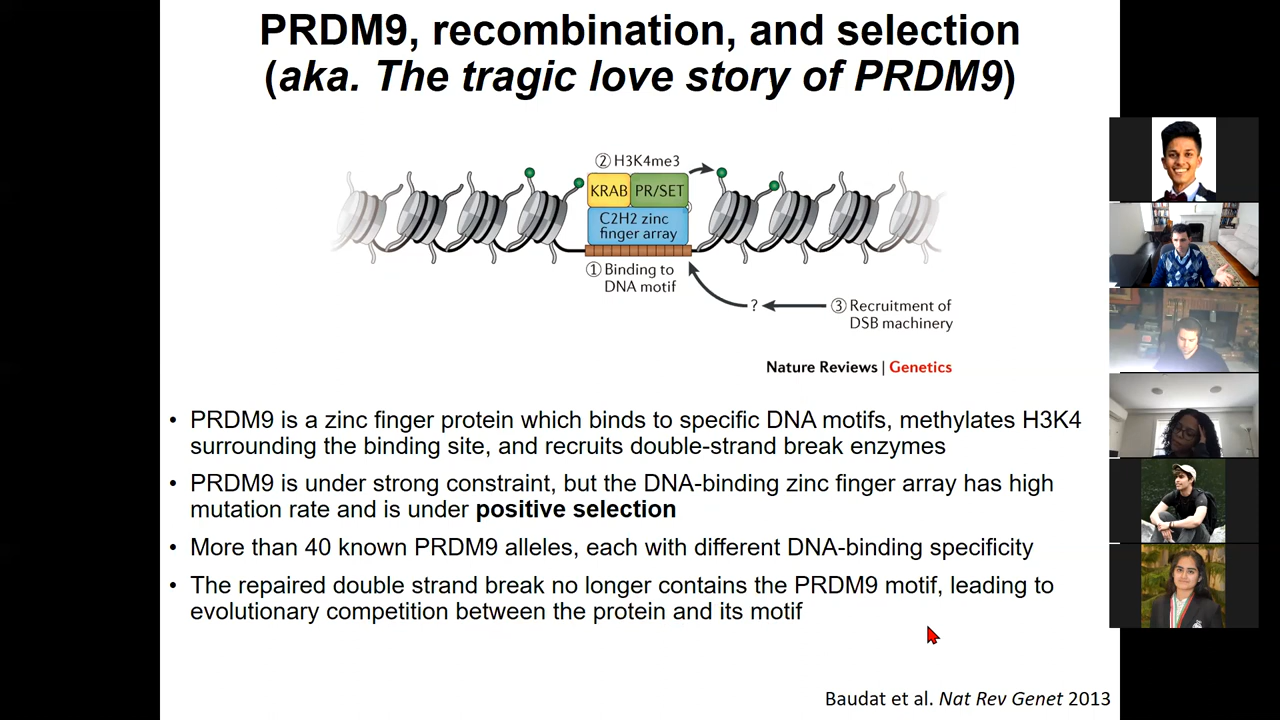 PRDM9, recombination, and selection
(aka. The tragic love story of PRDM9)
② H3K4me3
KRAB PR/SET
C2H2 zinc
finger array
① Binding to
DNA motif
? ③ Recruitment of
DSB machinery
Nature Reviews | Genetics
• PRDM9 is a zinc finger protein which binds to specific DNA motifs, methylates H3K4
surrounding the binding site, and recruits double-strand break enzymes
• PRDM9 is under strong constraint, but the DNA-binding zinc finger array has high
mutation rate and is under positive selection
• More than 40 known PRDM9 alleles, each with different DNA-binding specificity
• The repaired double strand break no longer contains the PRDM9 motif, leading to
evolutionary competition between the protein and its motif
Baudat et al. Nat Rev Genet 2013